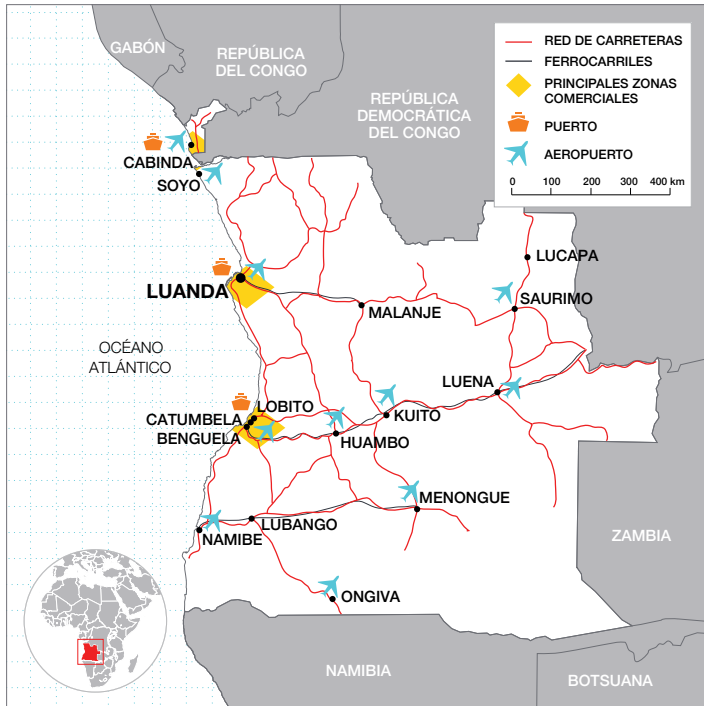 GABÓN
REPÚBLICA
DEL CONGO
REPÚBLICA
DEMOCRÁTICA
DEL CONGO
RED DE CARRETERAS
FERROCARRILES
PRINCIPALES ZONAS
COMERCIALES
PUERTO
AEROPUERTO
0 100 200 300 400 km
CABINDA
SOYO
LUCAPA
LUANDA
SAURIMO
MALANJE
OCÉANO
ATLÁNTICO
LUENA
LOBITO
CATUMBELA
KUITO
BENGUELA
HUAMBO
MENONGUE
LUBANGO
NAMIBE
ZAMBIA
ONGIVA
NAMIBIA
BOTSUANA